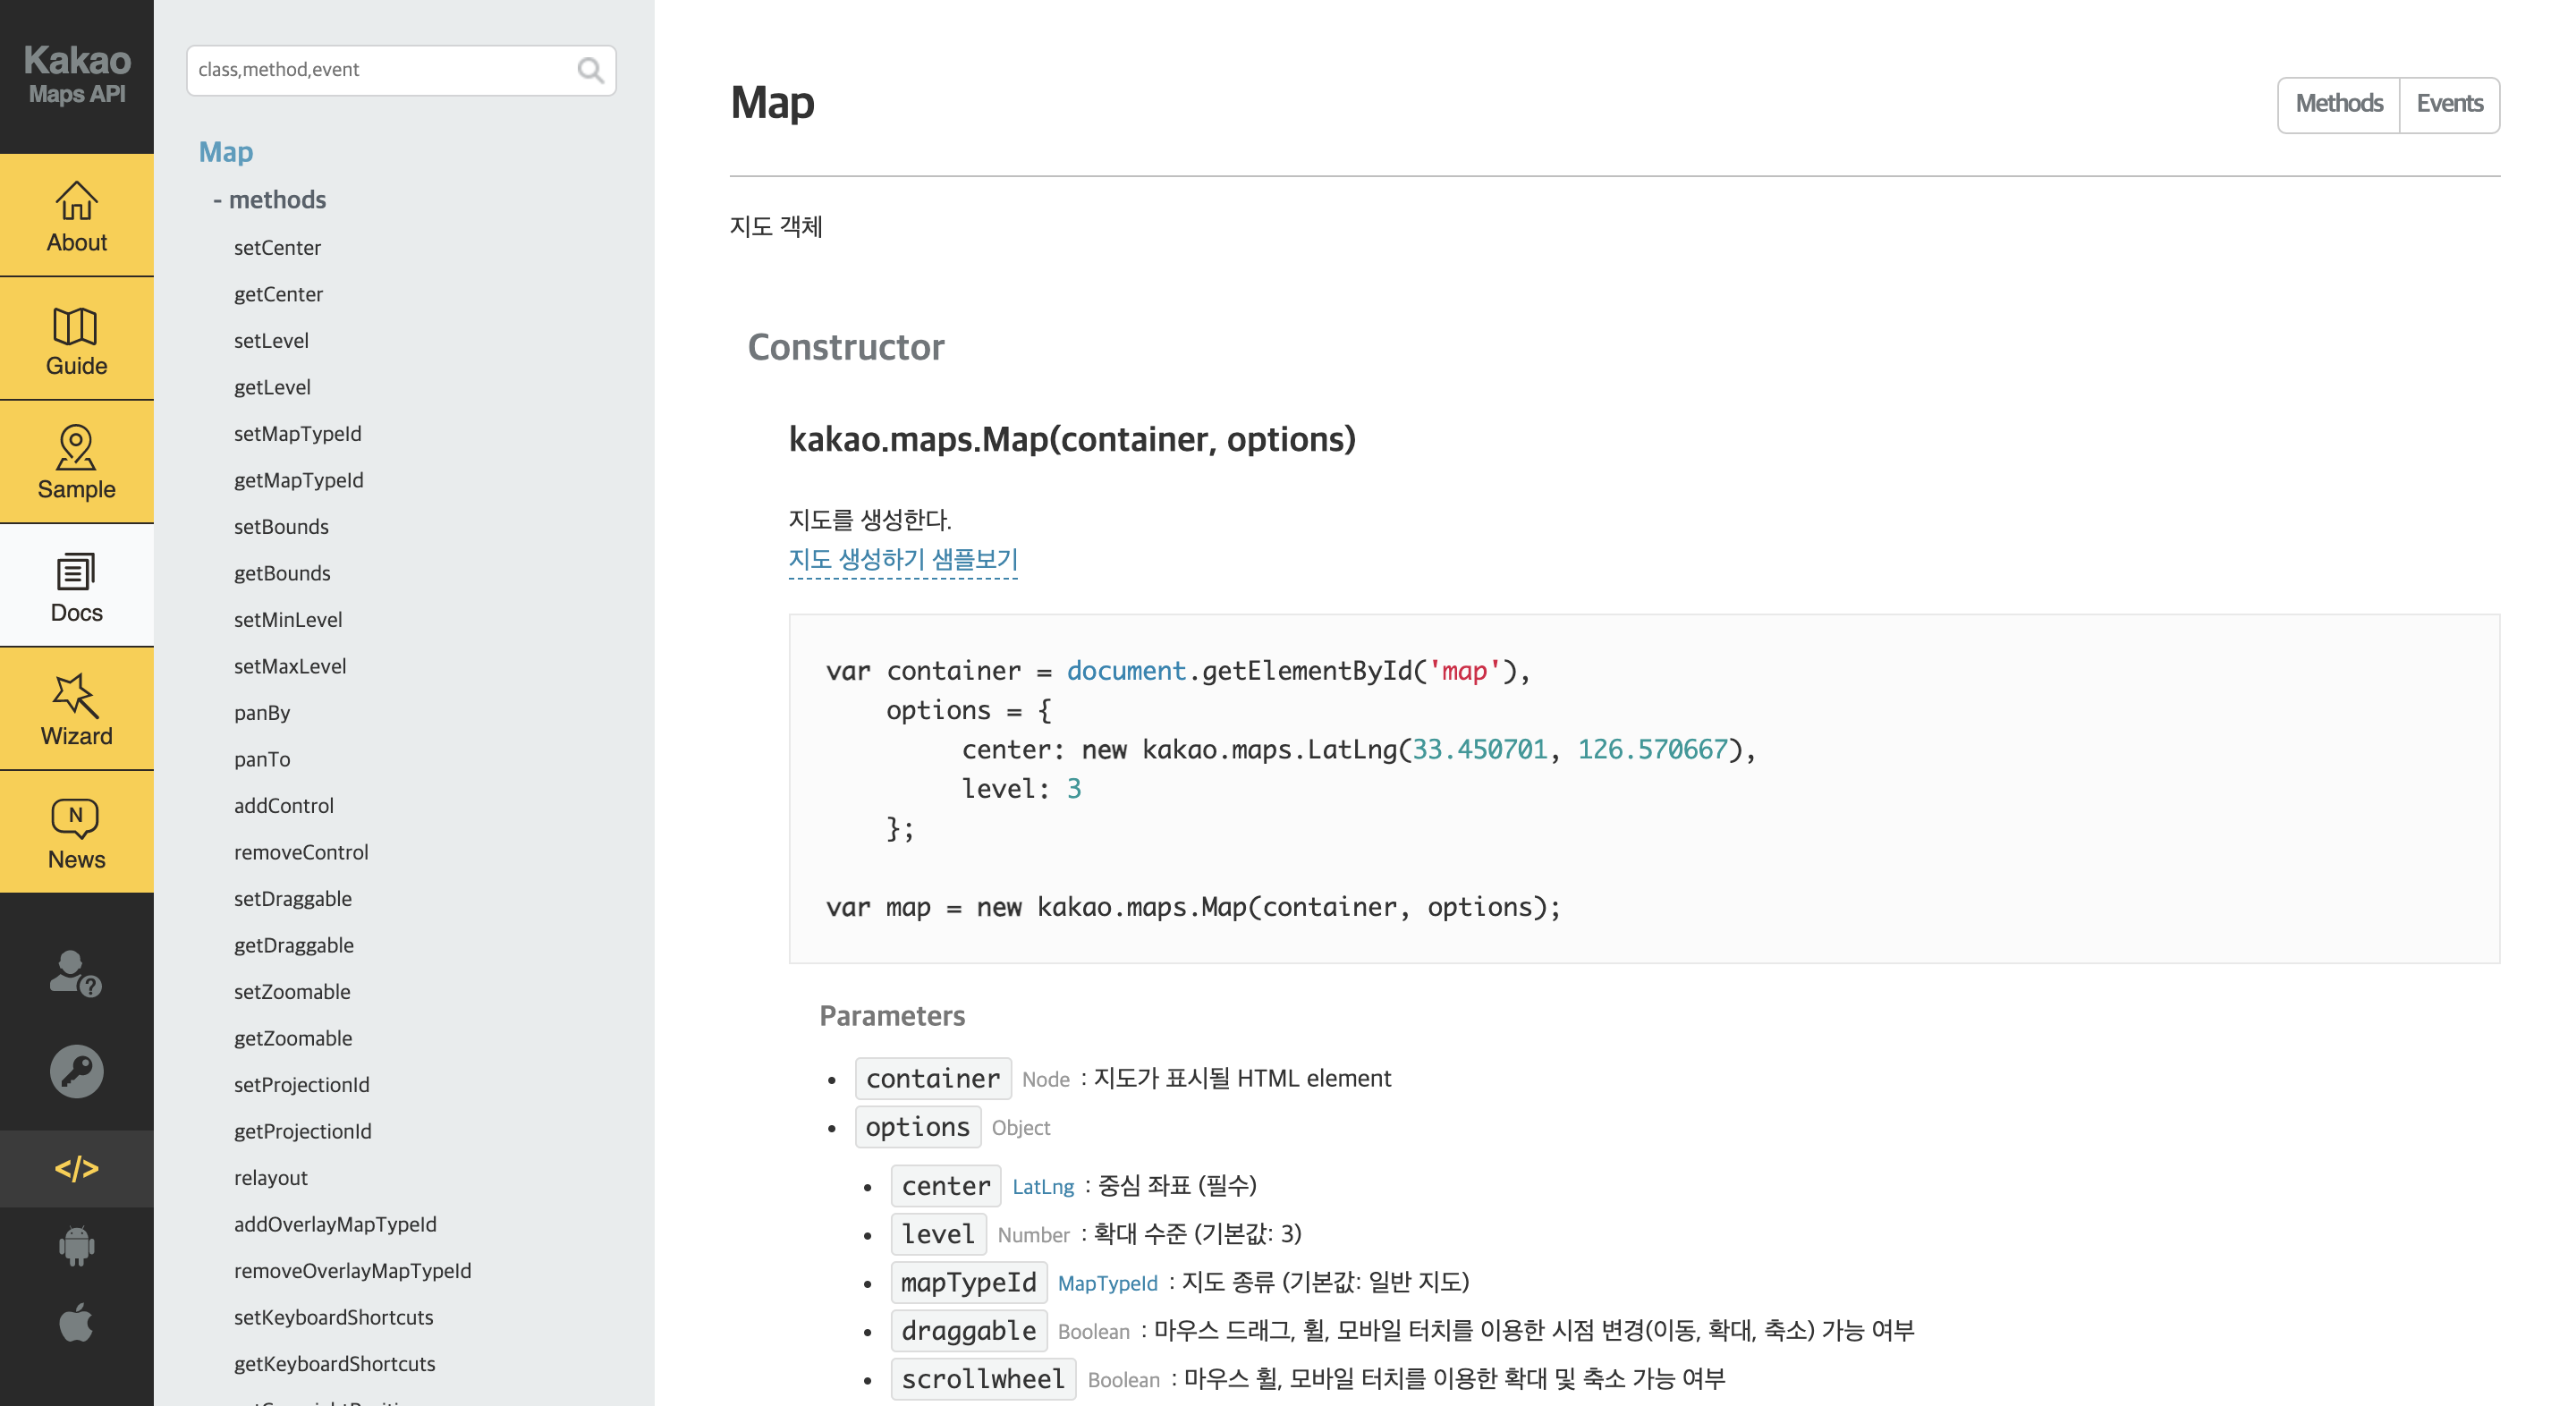 Kakao
Maps API
About
Guide
Sample
Docs
Wizard
N
News
?
</>
class,method,event
Map
- methods
setCenter
getCenter
setLevel
getLevel
setMapTypeId
getMapTypeId
setBounds
getBounds
setMinLevel
setMaxLevel
panBy
panTo
addControl
removeControl
setDraggable
getDraggable
setZoomable
getZoomable
setProjectionId
getProjectionId
relayout
addOverlayMapTypeId
removeOverlayMapTypeId
setKeyboardShortcuts
getKeyboardShortcuts
Map
Methods Events
지도 객체
Constructor
kakao.maps.Map(container, options)
지도를 생성한다.
지도 생성하기 샘플보기
var container = document.getElementById('map'),
options = {
center: new kakao.maps.LatLng(33.450701, 126.570667),
level: 3
};
var map = new kakao.maps.Map(container, options);
Parameters
• container Node : 지도가 표시될 HTML element
• options Object
• center LatLng : 중심 좌표 (필수)
• level Number : 확대 수준 (기본값: 3)
• mapTypeId MapTypeId : 지도 종류 (기본값: 일반 지도)
• draggable Boolean : 마우스 드래그, 휠, 모바일 터치를 이용한 시점 변경(이동, 확대, 축소) 가능 여부
• scrollwheel Boolean : 마우스 휠, 모바일 터치를 이용한 확대 및 축소 가능 여부